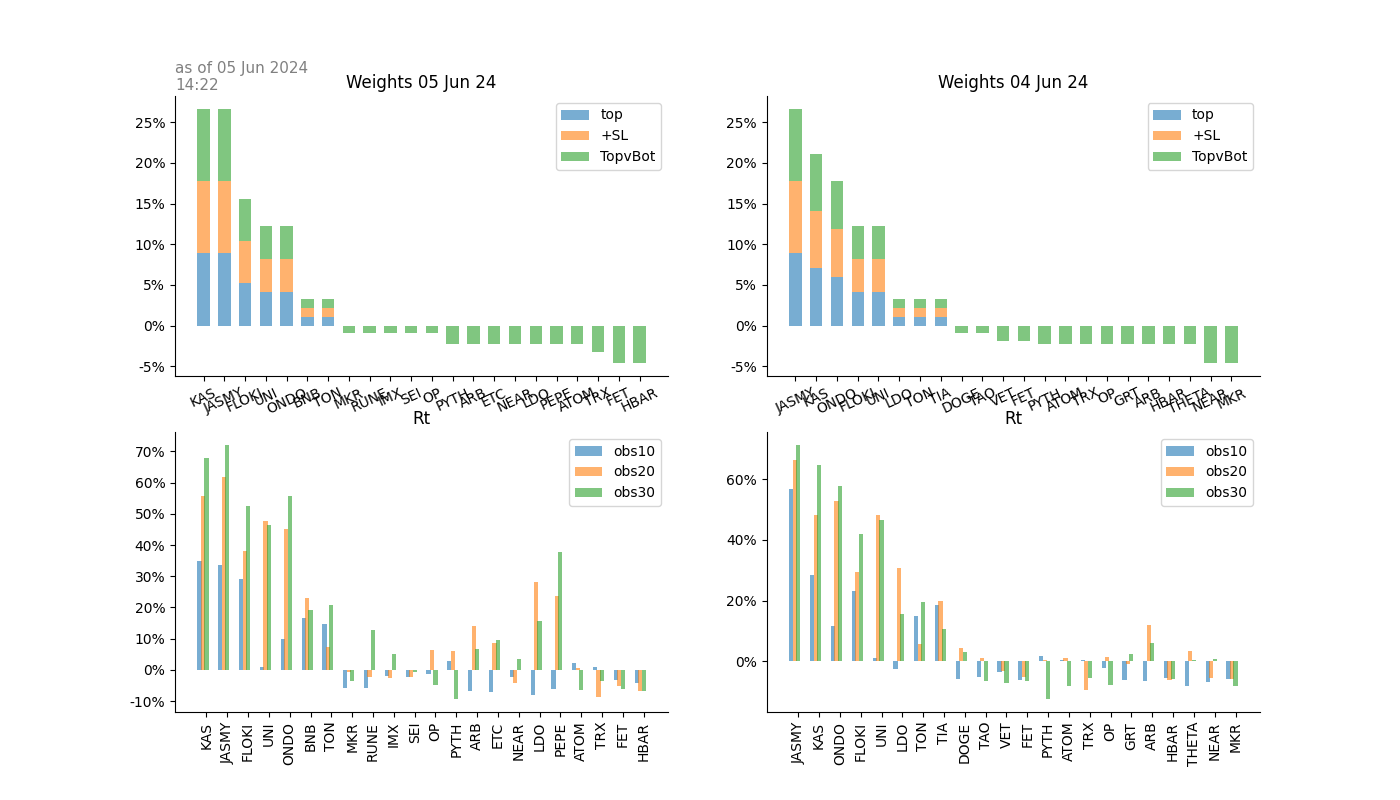 as of 05 Jun 2024
14:22
Weights 05 Jun 24
25%
20%
15%
10%
5%
0%
-5%
top
+SL
TopvBot
KAS JASMY FLOKI UNI ONDO BNB TON MKR RUNE IMX SEI OP PYTH ARB ETC NEAR LDO PEPE ATOM TRX FET HBAR
Weights 04 Jun 24
25%
20%
15%
10%
5%
0%
-5%
top
+SL
TopvBot
JASMY KAS ONDO FLOKI UNI LDO TON TIA DOGE TAO VET FET PYTH ATOM TRX OP GRT ARB HBAR THETA NEAR MKR
Rt
70%
60%
50%
40%
30%
20%
10%
0%
-10%
obs10
obs20
obs30
KAS JASMY FLOKI UNI ONDO BNB TON MKR RUNE IMX SEI OP PYTH ARB ETC NEAR LDO PEPE ATOM TRX FET HBAR
Rt
60%
40%
20%
0%
obs10
obs20
obs30
JASMY KAS ONDO FLOKI UNI LDO TON TIA DOGE TAO VET FET PYTH ATOM TRX OP GRT ARB HBAR THETA NEAR MKR